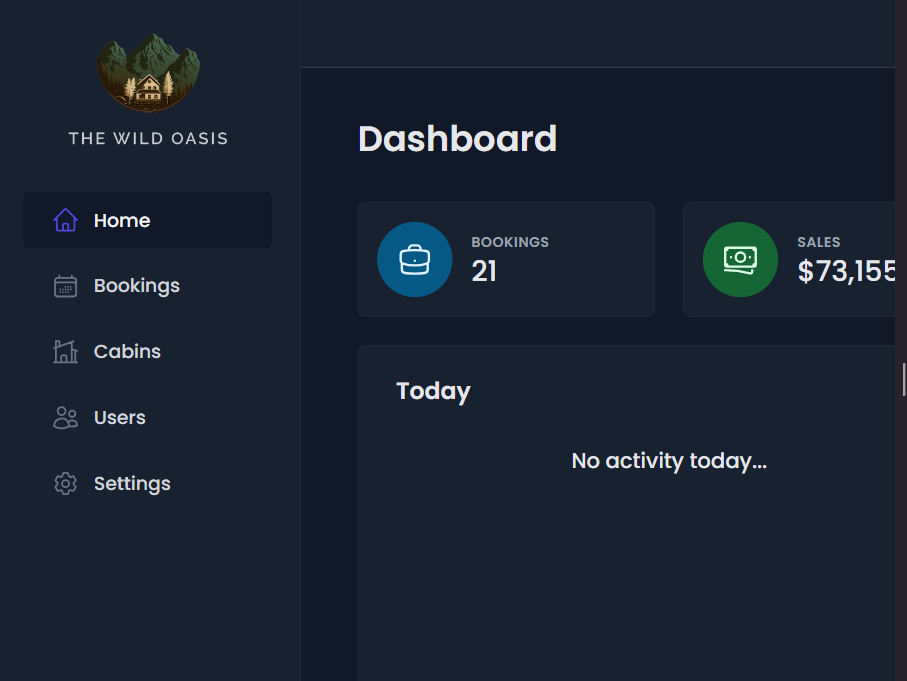 THE WILD OASIS
Home
Bookings
Cabins
Users
Settings
Dashboard
BOOKINGS
21
SALES
$73,155
Today
No activity today...